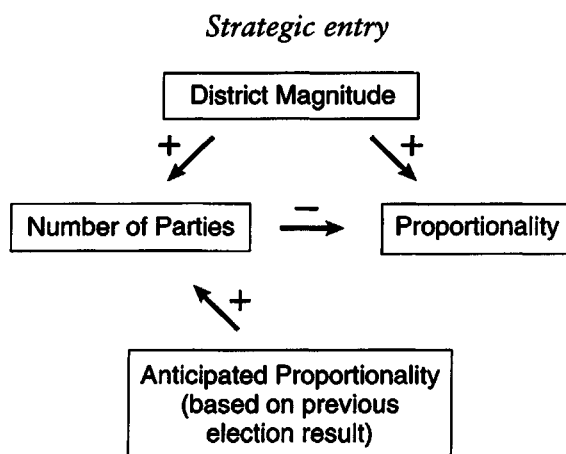 Strategic entry
District Magnitude
+ +
Number of Parties − Proportionality
+
Anticipated Proportionality
(based on previous
election result)